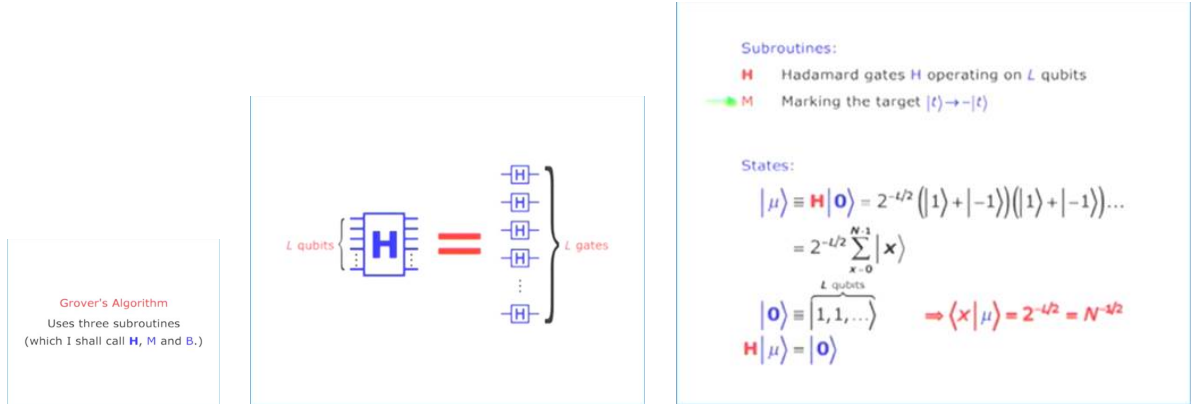 Grover's Algorithm
Uses three subroutines
(which I shall call H, M and B.)
L qubits
H
H
H
H
H
⋮
H
L gates
Subroutines:
H Hadamard gates H operating on L qubits
M Marking the target |t⟩→-|t⟩
States:
|μ⟩ ≡ H|0⟩ = 2^{-L/2} (|1⟩+|-1⟩)(|1⟩+|-1⟩)...
= 2^{-L/2} ∑_{x=0}^{N-1} |x⟩
L qubits
|0⟩ ≡ |1,1,...⟩ ⇒ ⟨x|μ⟩ = 2^{-L/2} = N^{-1/2}
H|μ⟩ = |0⟩